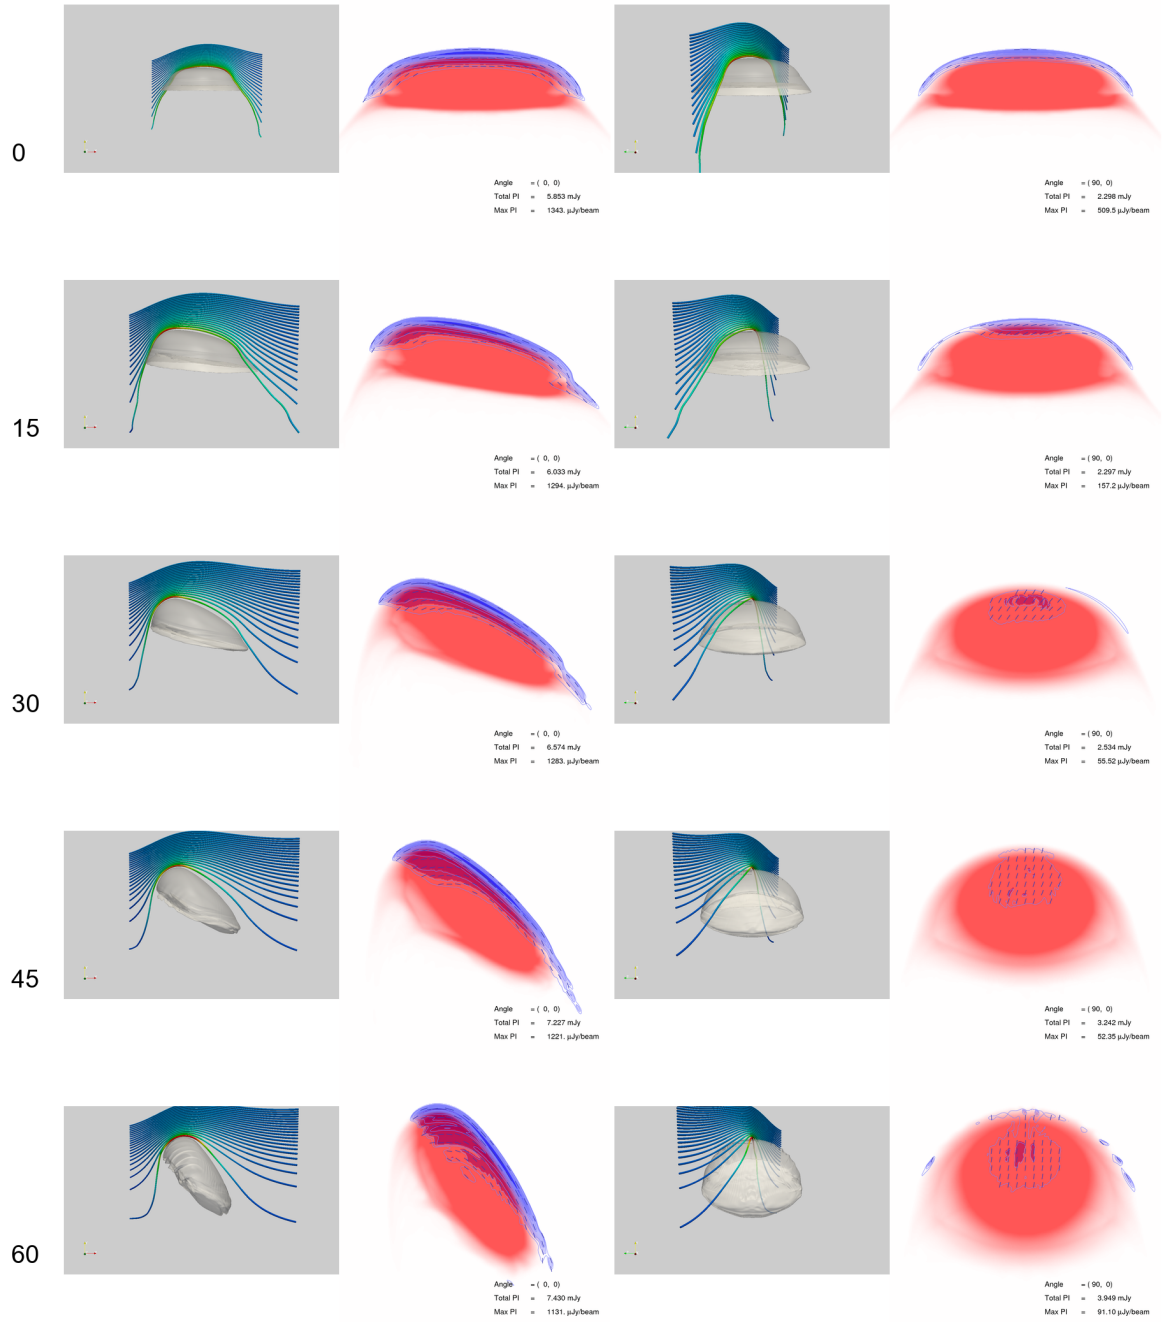 0
Angle = ( 0, 0)
Total PI = 5.853 mJy
Max PI = 1343. µJy/beam
Angle = ( 90, 0)
Total PI = 2.298 mJy
Max PI = 509.5 µJy/beam
15
Angle = ( 0, 0)
Total PI = 6.033 mJy
Max PI = 1294. µJy/beam
Angle = ( 90, 0)
Total PI = 2.297 mJy
Max PI = 157.2 µJy/beam
30
Angle = ( 0, 0)
Total PI = 6.574 mJy
Max PI = 1283. µJy/beam
Angle = ( 90, 0)
Total PI = 2.534 mJy
Max PI = 55.52 µJy/beam
45
Angle = ( 0, 0)
Total PI = 7.227 mJy
Max PI = 1221. µJy/beam
Angle = ( 90, 0)
Total PI = 3.242 mJy
Max PI = 52.35 µJy/beam
60
Angle = ( 0, 0)
Total PI = 7.430 mJy
Max PI = 1131. µJy/beam
Angle = ( 90, 0)
Total PI = 3.949 mJy
Max PI = 91.10 µJy/beam